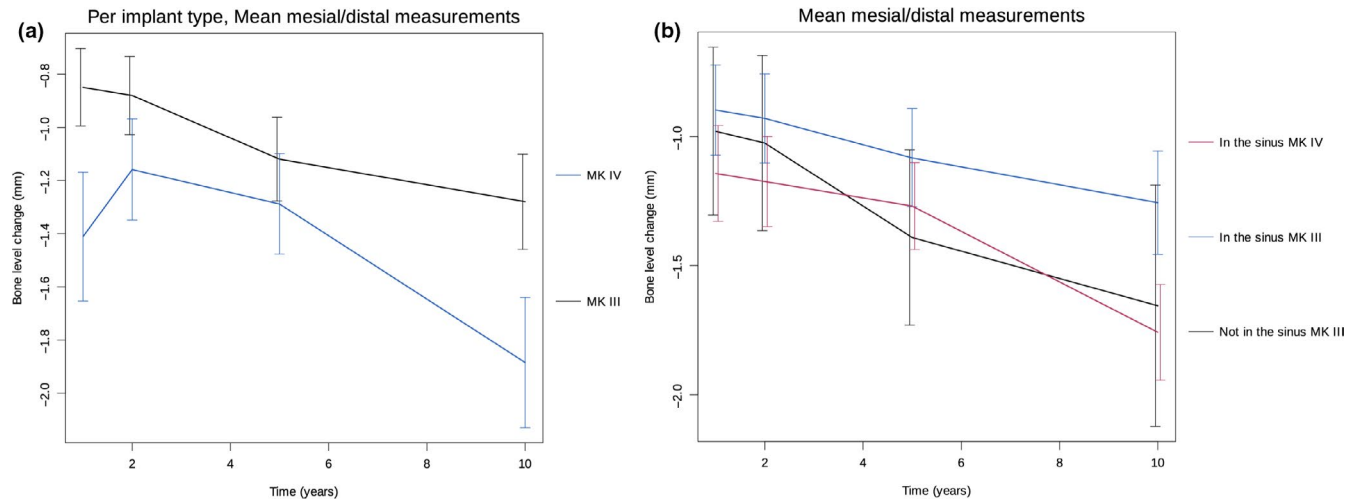 (a)
Per implant type, Mean mesial/distal measurements
Bone level change (mm)
−0.8
−1.0
−1.2
−1.4
−1.6
−1.8
−2.0
2
4
6
8
10
Time (years)
MK IV
MK III
(b)
Mean mesial/distal measurements
Bone level change (mm)
−1.0
−1.5
−2.0
2
4
6
8
10
Time (years)
In the sinus MK IV
In the sinus MK III
Not in the sinus MK III